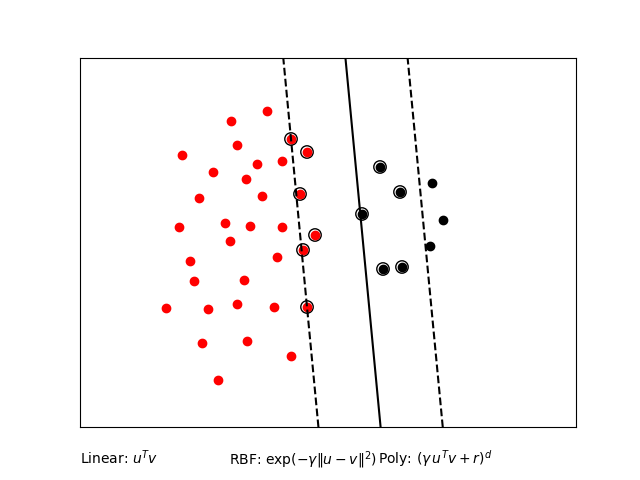 Linear: $u^T v$ RBF: $\exp(-\gamma \|u - v\|^2)$ Poly: $(\gamma u^T v + r)^d$